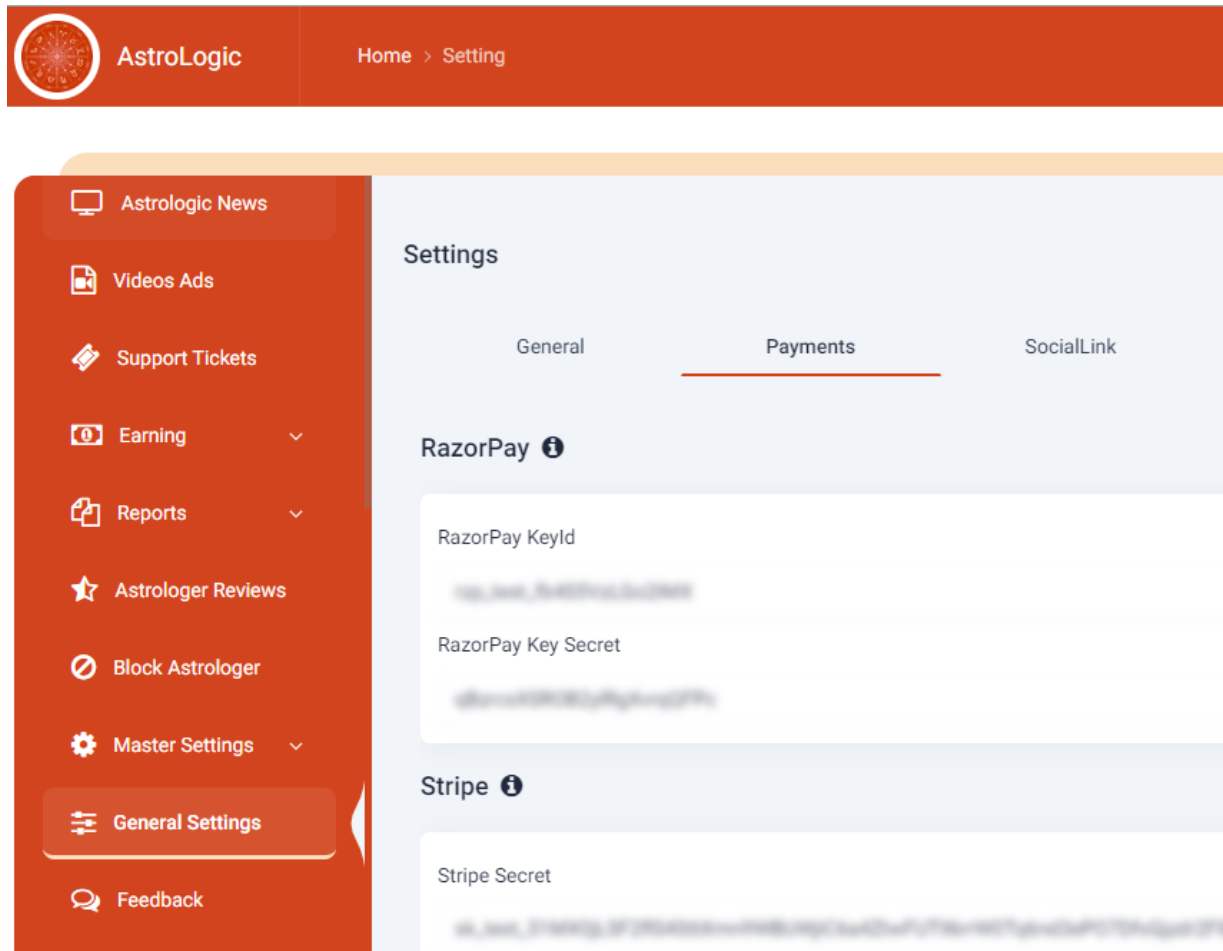 AstroLogic
Home > Setting
Astrologic News
Videos Ads
Support Tickets
Earning
Reports
Astrologer Reviews
Block Astrologer
Master Settings
General Settings
Feedback
Settings
General Payments SocialLink
RazorPay
RazorPay KeyId
RazorPay Key Secret
Stripe
Stripe Secret